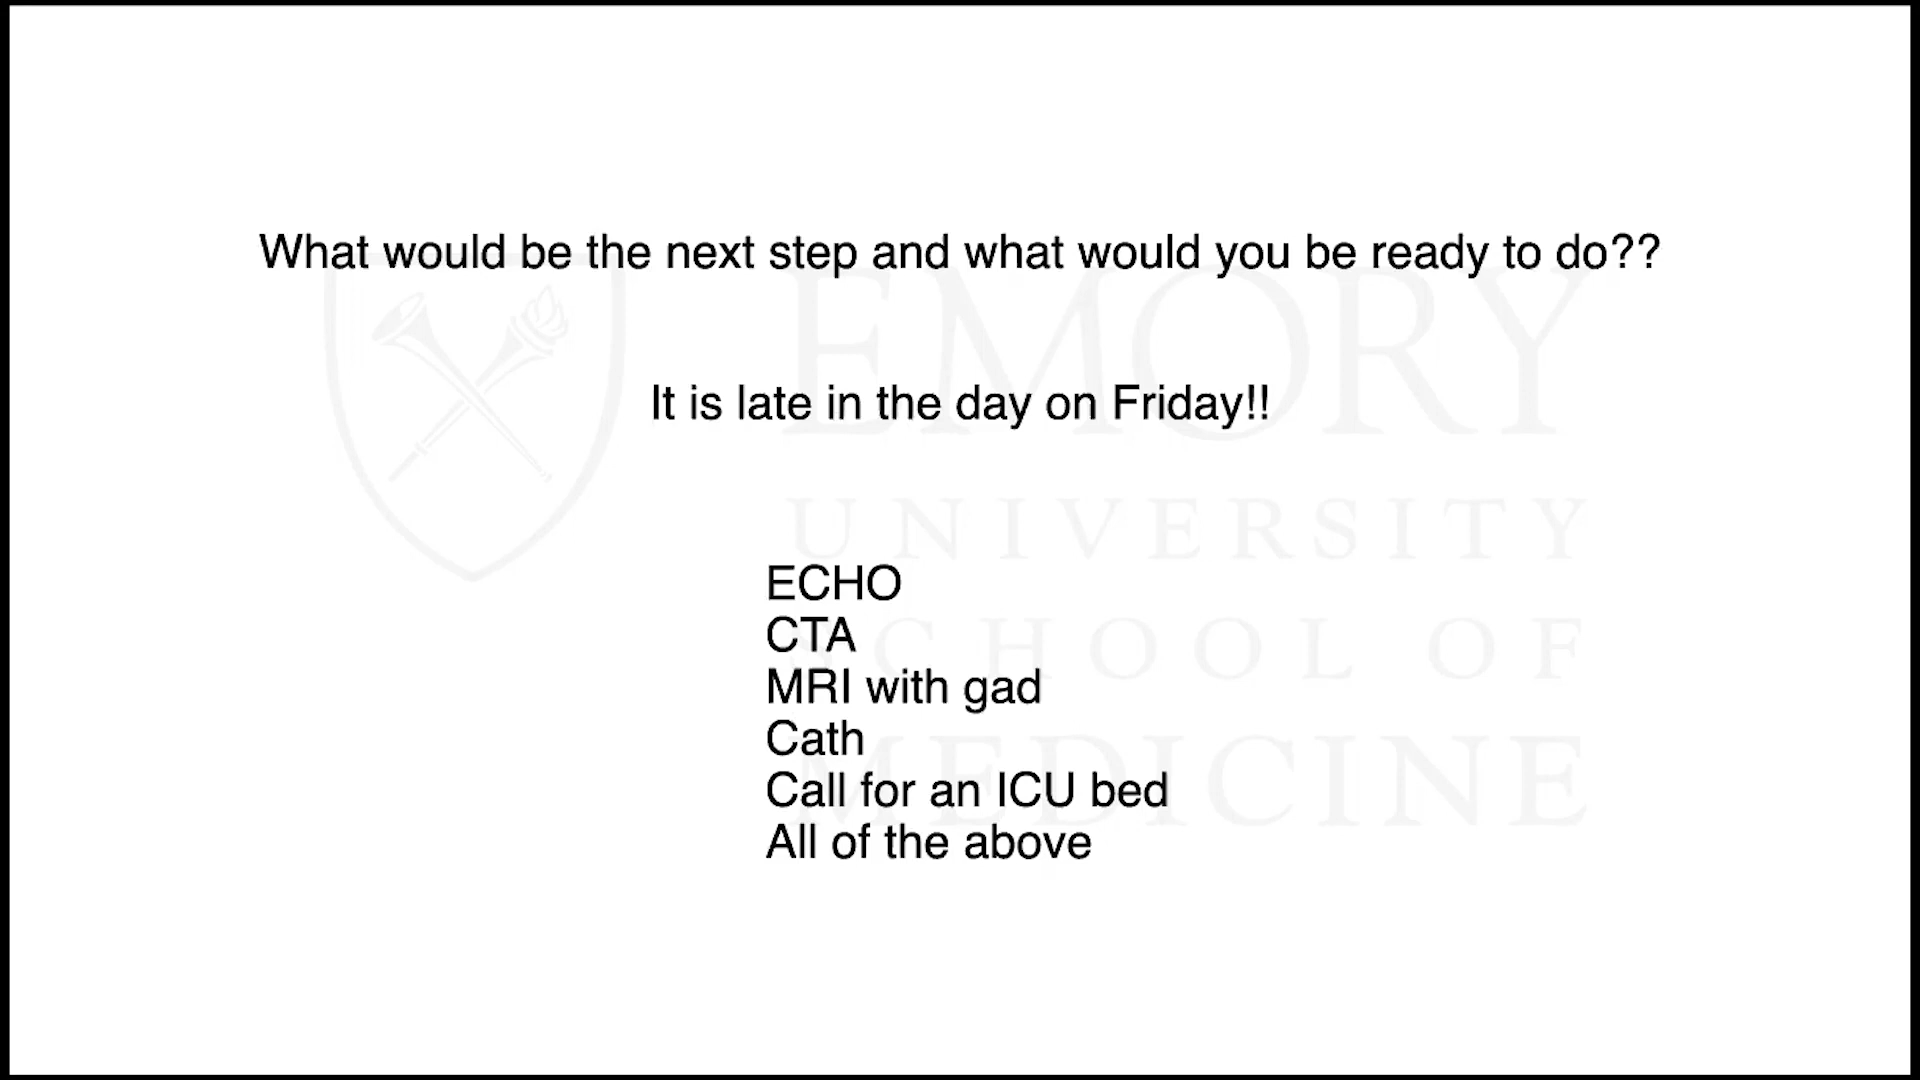 What would be the next step and what would you be ready to do??
It is late in the day on Friday!!
EMORY
UNIVERSITY
SCHOOL OF
MEDICINE
ECHO
CTA
MRI with gad
Cath
Call for an ICU bed
All of the above